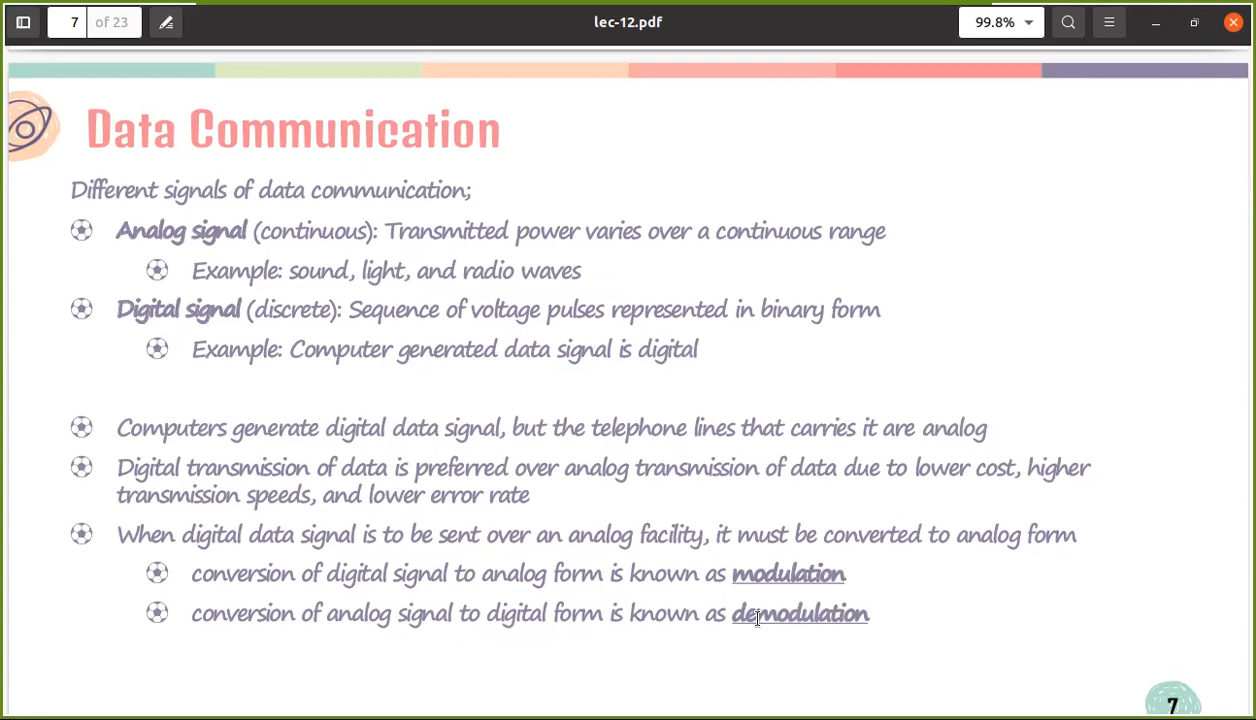 7 of 23
lec-12.pdf
99.8%
Data Communication
Different signals of data communication;
Analog signal (continuous): Transmitted power varies over a continuous range
Example: sound, light, and radio waves
Digital signal (discrete): Sequence of voltage pulses represented in binary form
Example: Computer generated data signal is digital
Computers generate digital data signal, but the telephone lines that carries it are analog
Digital transmission of data is preferred over analog transmission of data due to lower cost, higher
transmission speeds, and lower error rate
When digital data signal is to be sent over an analog facility, it must be converted to analog form
conversion of digital signal to analog form is known as modulation
conversion of analog signal to digital form is known as demodulation
7